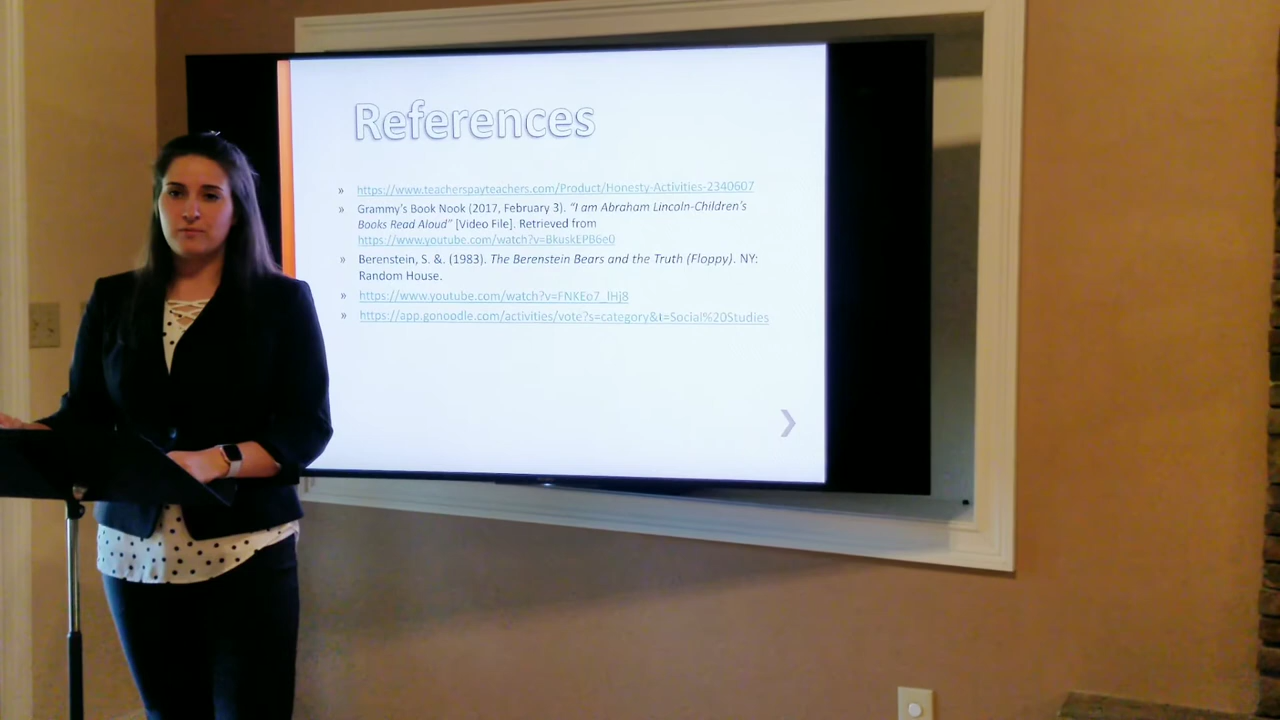 References
» https://www.teacherspayteachers.com/Product/Honesty-Activities-2340607
» Grammy's Book Nook (2017, February 3). "I am Abraham Lincoln-Children's
Books Read Aloud" [Video File]. Retrieved from
https://www.youtube.com/watch?v=BkuskEPB6e0
» Berenstein, S. &. (1983). The Berenstein Bears and the Truth (Floppy). NY:
Random House.
» https://www.youtube.com/watch?v=FNKEo7_lHj8
» https://app.gonoodle.com/activities/vote?s=category&t=Social%20Studies